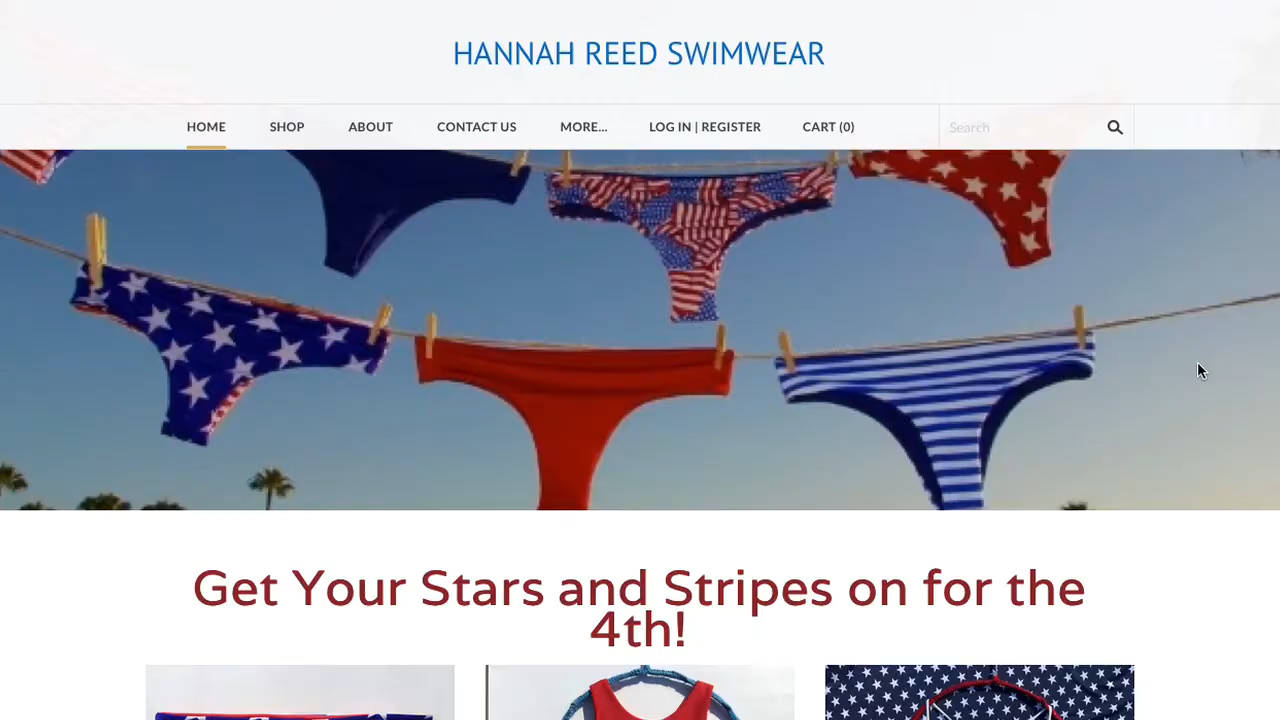 HANNAH REED SWIMWEAR
HOME SHOP ABOUT CONTACT US MORE... LOG IN | REGISTER CART (0) Search
Get Your Stars and Stripes on for the
4th!